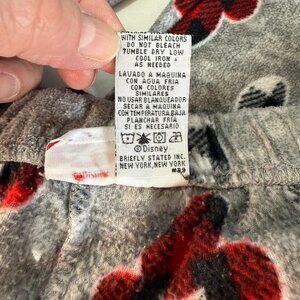 WITH SIMILAR COLORS
DO NOT BLEACH
TUMBLE DRY LOW
COOL IRON
AS NEEDED
LAVADO A MAQUINA
CON AGUA FRIA
CON COLORES
SIMILARES
NO USAR BLANQUEADOR
SECAR A MAQUINA
CON TEMPERATURA BAJA
PLANCHAR FRIA
SI ES NECESARIO
©Disney
BRIEFLY STATED INC.
NEW YORK, NEW YORK